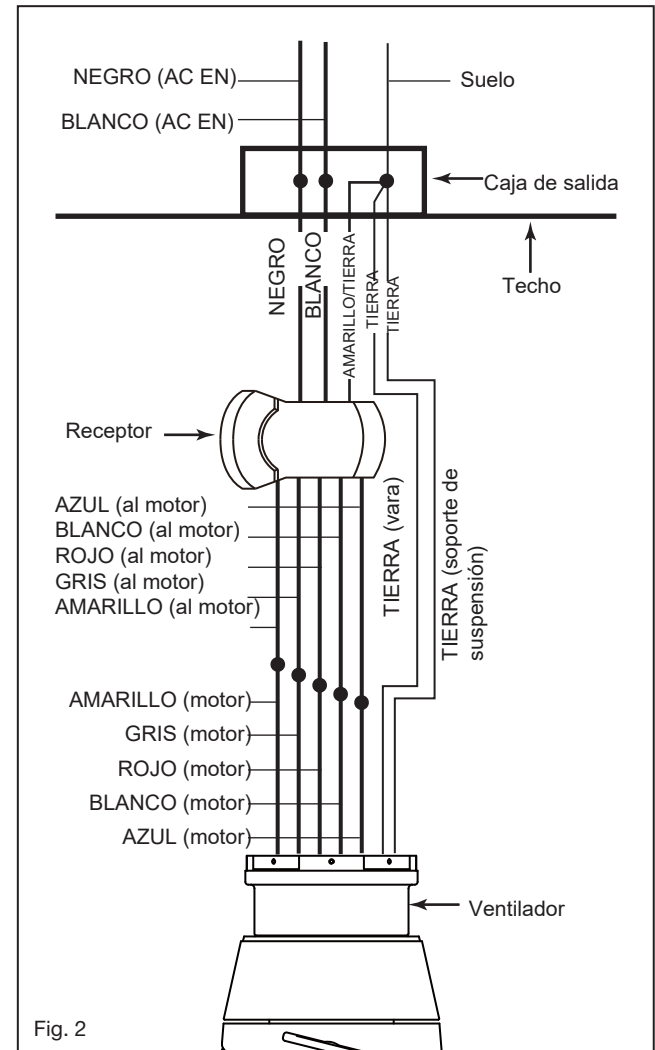 NEGRO (AC EN)
Suelo
BLANCO (AC EN)
Caja de salida
Techo
NEGRO
BLANCO
AMARILLO/TIERRA
TIERRA
TIERRA
Receptor
AZUL (al motor)
BLANCO (al motor)
ROJO (al motor)
GRIS (al motor)
AMARILLO (al motor)
TIERRA (vara)
TIERRA (soporte de
suspensión)
AMARILLO (motor)
GRIS (motor)
ROJO (motor)
BLANCO (motor)
AZUL (motor)
Ventilador
Fig. 2